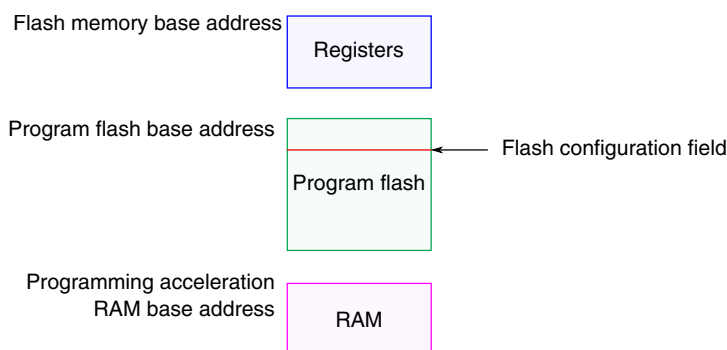 Flash memory base address
Registers
Program flash base address
Flash configuration field
Program flash
Programming acceleration
RAM base address
RAM